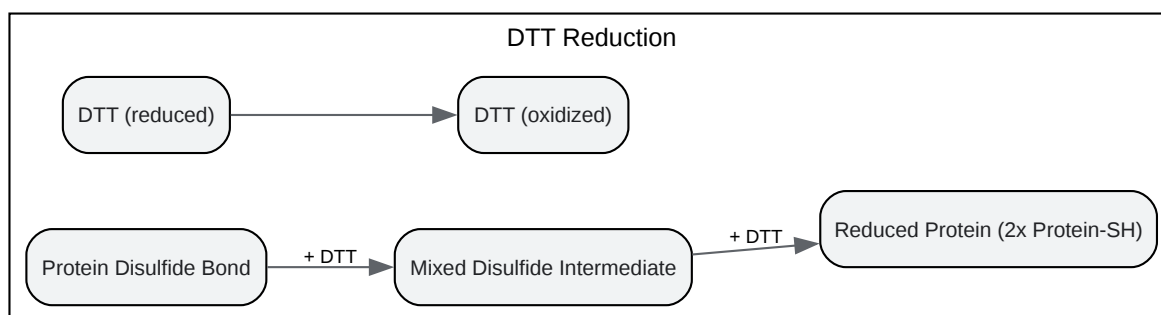 DTT Reduction
DTT (reduced)
DTT (oxidized)
Protein Disulfide Bond
+ DTT
Mixed Disulfide Intermediate
+ DTT
Reduced Protein (2x Protein-SH)